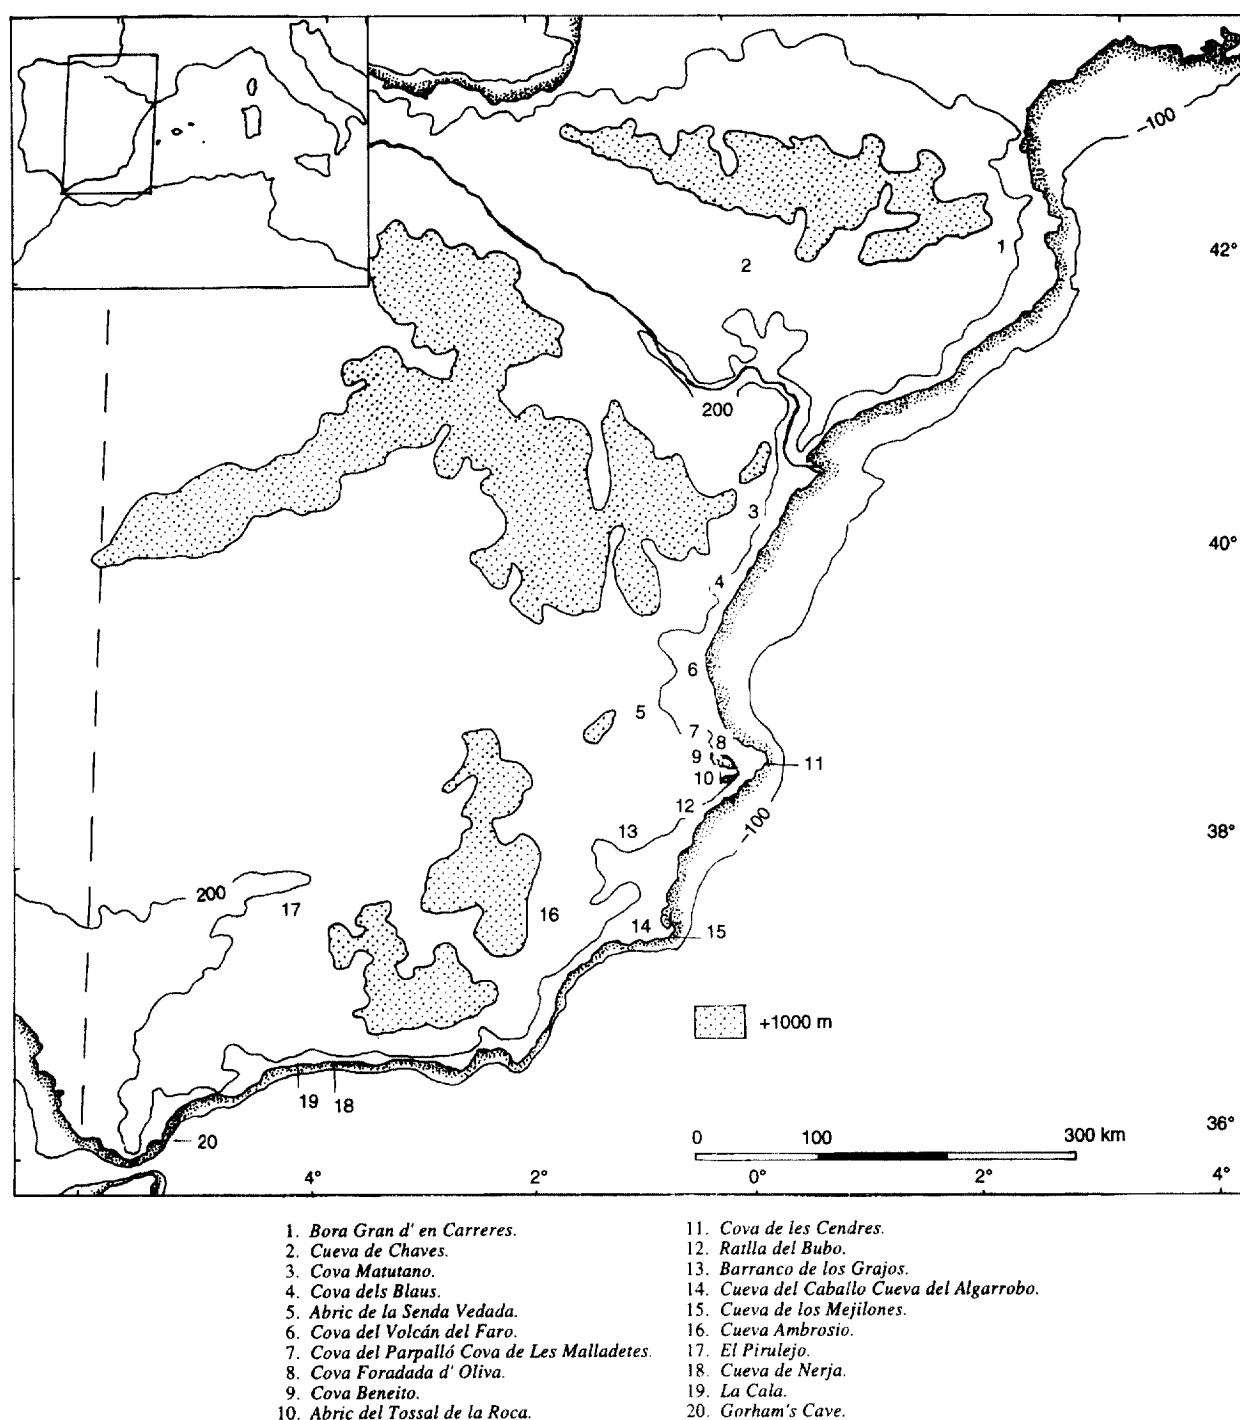 -100
1
42°
2
200
3
40°
4
6
5
7
8
9
11
10
12
-100
13
38°
200
17
16
14
15
+1000 m
19
18
36°
20
0
100
300 km
4°
2°
0°
2°
4°
1. Bora Gran d' en Carreres.
2. Cueva de Chaves.
3. Cova Matutano.
4. Cova dels Blaus.
5. Abric de la Senda Vedada.
6. Cova del Volcán del Faro.
7. Cova del Parpalló Cova de Les Malladetes.
8. Cova Foradada d' Oliva.
9. Cova Beneito.
10. Abric del Tossal de la Roca.
11. Cova de les Cendres.
12. Ratlla del Bubo.
13. Barranco de los Grajos.
14. Cueva del Caballo Cueva del Algarrobo.
15. Cueva de los Mejilones.
16. Cueva Ambrosio.
17. El Pirulejo.
18. Cueva de Nerja.
19. La Cala.
20. Gorham's Cave.